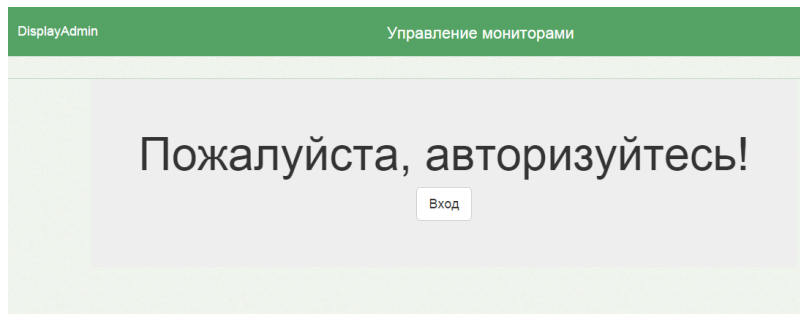 DisplayAdmin
Управление мониторами
Пожалуйста, авторизуйтесь!
Вход